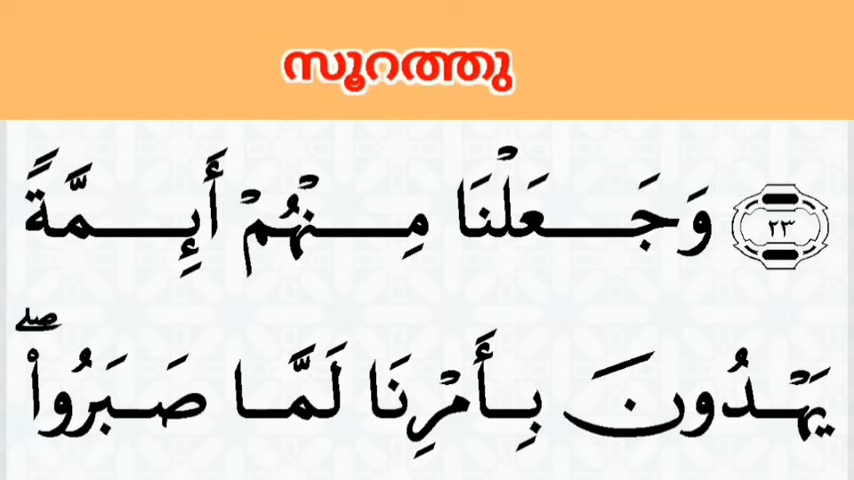 സൂറത്തു
٢٣ وَجَعَلْنَا مِنْهُمْ أَئِمَّةً
يَهْدُونَ بِأَمْرِنَا لَمَّا صَبَرُوا۟ ۖ